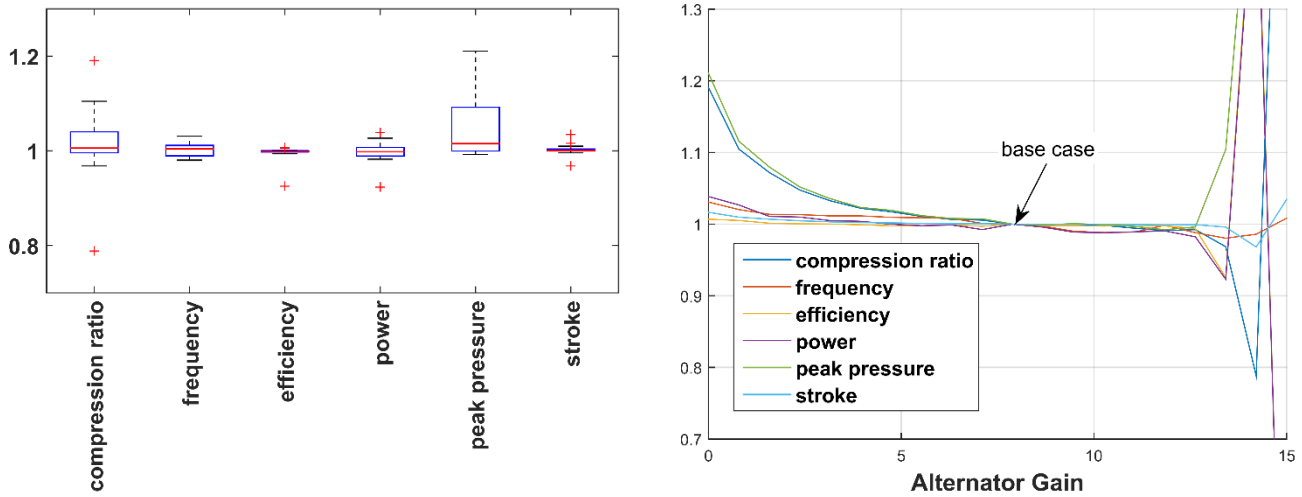 1.2
1
0.8
compression ratio
frequency
efficiency
power
peak pressure
stroke
1.3
1.2
1.1
1
0.9
0.8
0.7
base case
compression ratio
frequency
efficiency
power
peak pressure
stroke
0
5
10
15
Alternator Gain